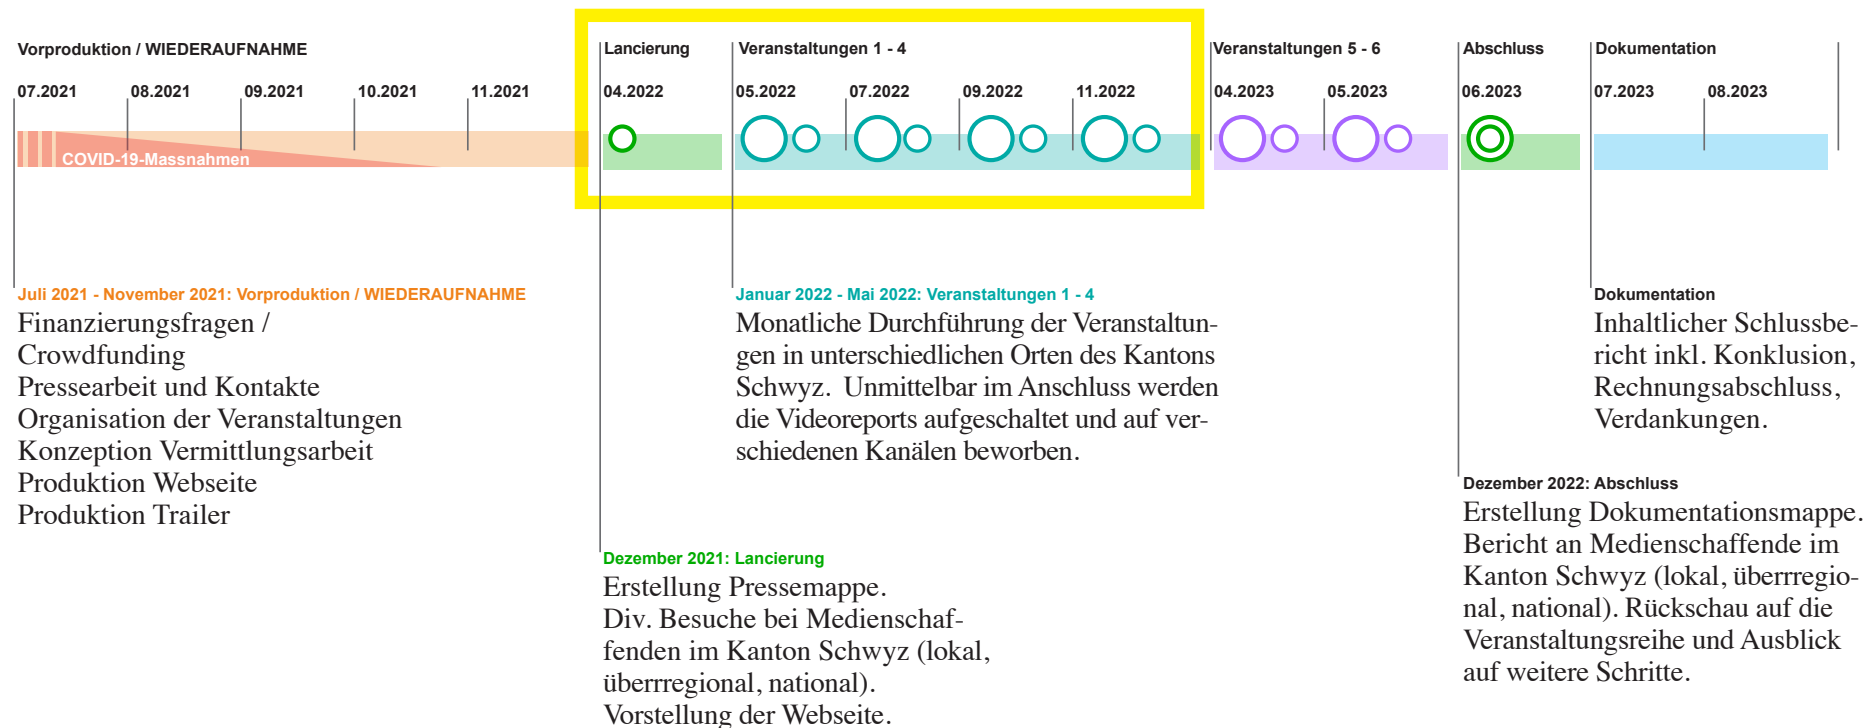 Vorproduktion / WIEDERAUFNAHME
Lancierung
Veranstaltungen 1 - 4
Veranstaltungen 5 - 6
Abschluss
Dokumentation
07.2021
08.2021
09.2021
10.2021
11.2021
04.2022
05.2022
07.2022
09.2022
11.2022
04.2023
05.2023
06.2023
07.2023
08.2023
COVID-19-Massnahmen
Juli 2021 - November 2021: Vorproduktion / WIEDERAUFNAHME
Finanzierungsfragen /
Crowdfunding
Pressearbeit und Kontakte
Organisation der Veranstaltungen
Konzeption Vermittlungsarbeit
Produktion Webseite
Produktion Trailer
Dezember 2021: Lancierung
Erstellung Pressemappe.
Div. Besuche bei Medienschaf-
fenden im Kanton Schwyz (lokal,
überrregional, national).
Vorstellung der Webseite.
Januar 2022 - Mai 2022: Veranstaltungen 1 - 4
Monatliche Durchführung der Veranstaltun-
gen in unterschiedlichen Orten des Kantons
Schwyz.  Unmittelbar im Anschluss werden
die Videoreports aufgeschaltet und auf ver-
schiedenen Kanälen beworben.
Dezember 2022: Abschluss
Erstellung Dokumentationsmappe.
Bericht an Medienschaffende im
Kanton Schwyz (lokal, überrregio-
nal, national). Rückschau auf die
Veranstaltungsreihe und Ausblick
auf weitere Schritte.
Dokumentation
Inhaltlicher Schlussbe-
richt inkl. Konklusion,
Rechnungsabschluss,
Verdankungen.